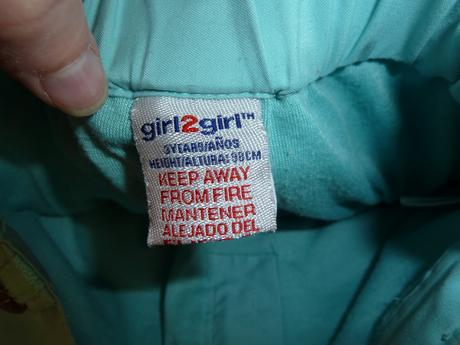 girl2girl™
3YEARS/AÑOS
HEIGHT/ALTURA: 98CM
KEEP AWAY
FROM FIRE
MANTENER
ALEJADO DEL